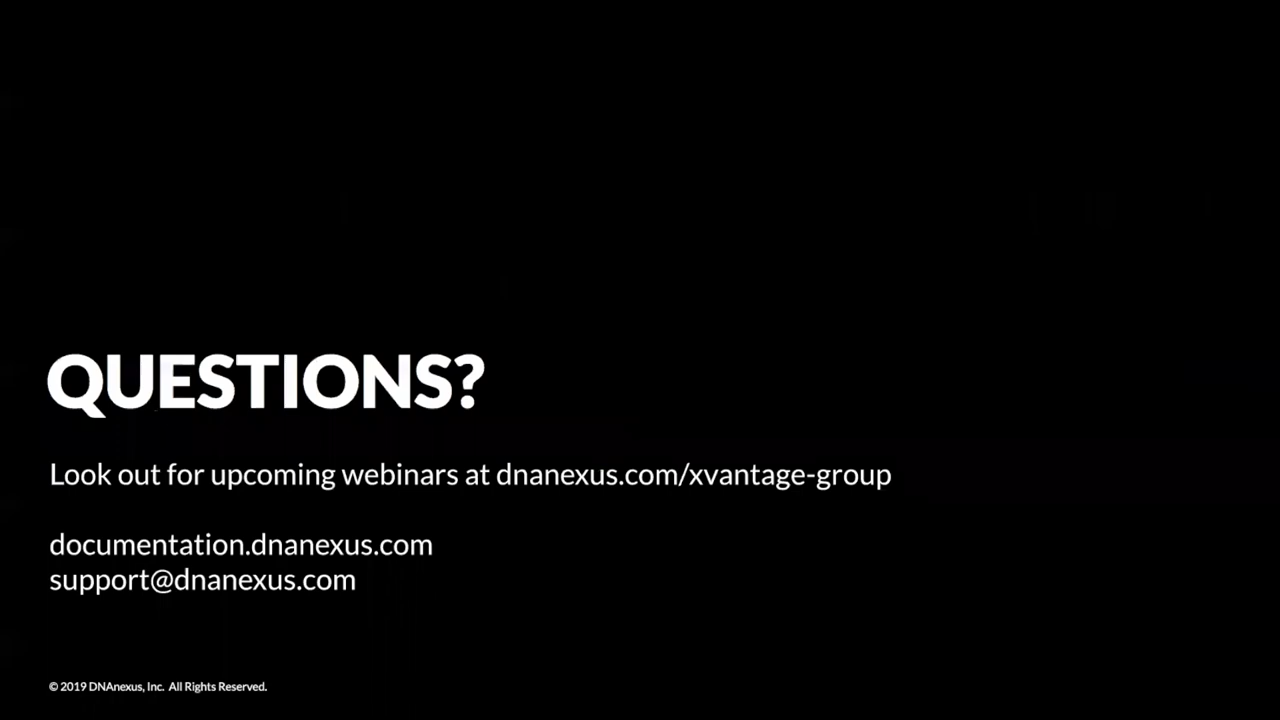 QUESTIONS?
Look out for upcoming webinars at dnanexus.com/xvantage-group
documentation.dnanexus.com
support@dnanexus.com
© 2019 DNAnexus, Inc. All Rights Reserved.